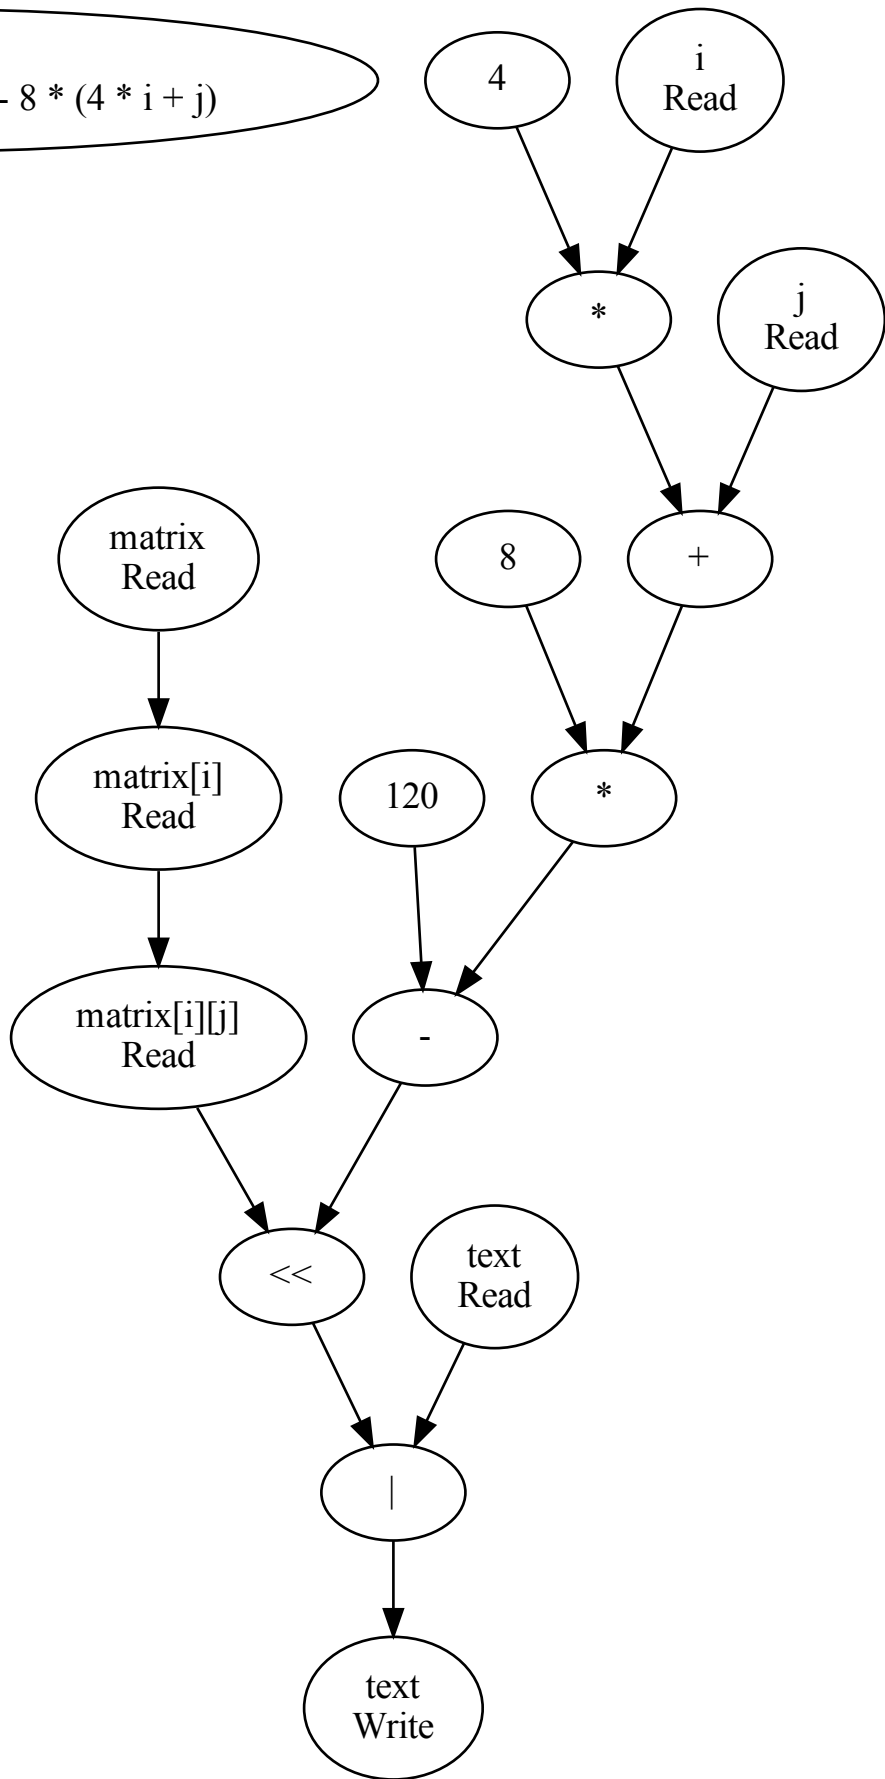 - 8 * (4 * i + j)
4
i
Read
*
j
Read
matrix
Read
8
+
matrix[i]
Read
120
*
matrix[i][j]
Read
-
<<
text
Read
|
text
Write